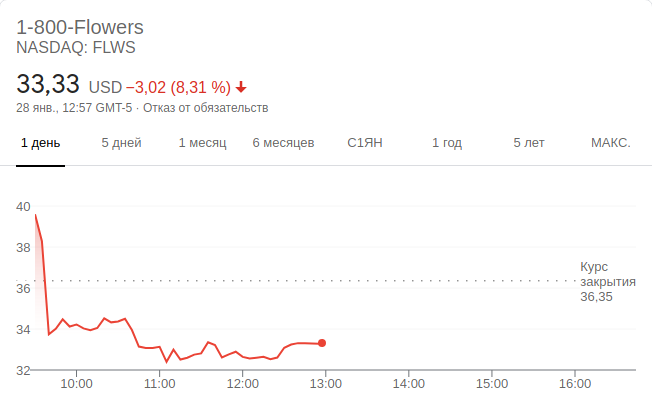 1-800-Flowers
NASDAQ: FLWS
33,33 USD −3,02 (8,31 %)
28 янв., 12:57 GMT-5 · Отказ от обязательств
1 день 5 дней 1 месяц 6 месяцев С1ЯН 1 год 5 лет МАКС.
40
38
Курс
закрытия
36,35
36
34
32
10:00 11:00 12:00 13:00 14:00 15:00 16:00